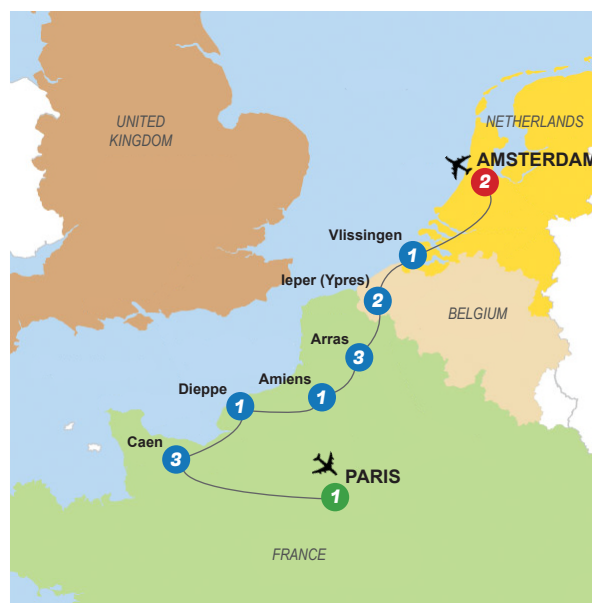 UNITED
KINGDOM
NETHERLANDS
AMSTERDAM
2
Vlissingen
1
Ieper (Ypres)
2
BELGIUM
Arras
3
Amiens
1
Dieppe
1
Caen
3
PARIS
1
FRANCE